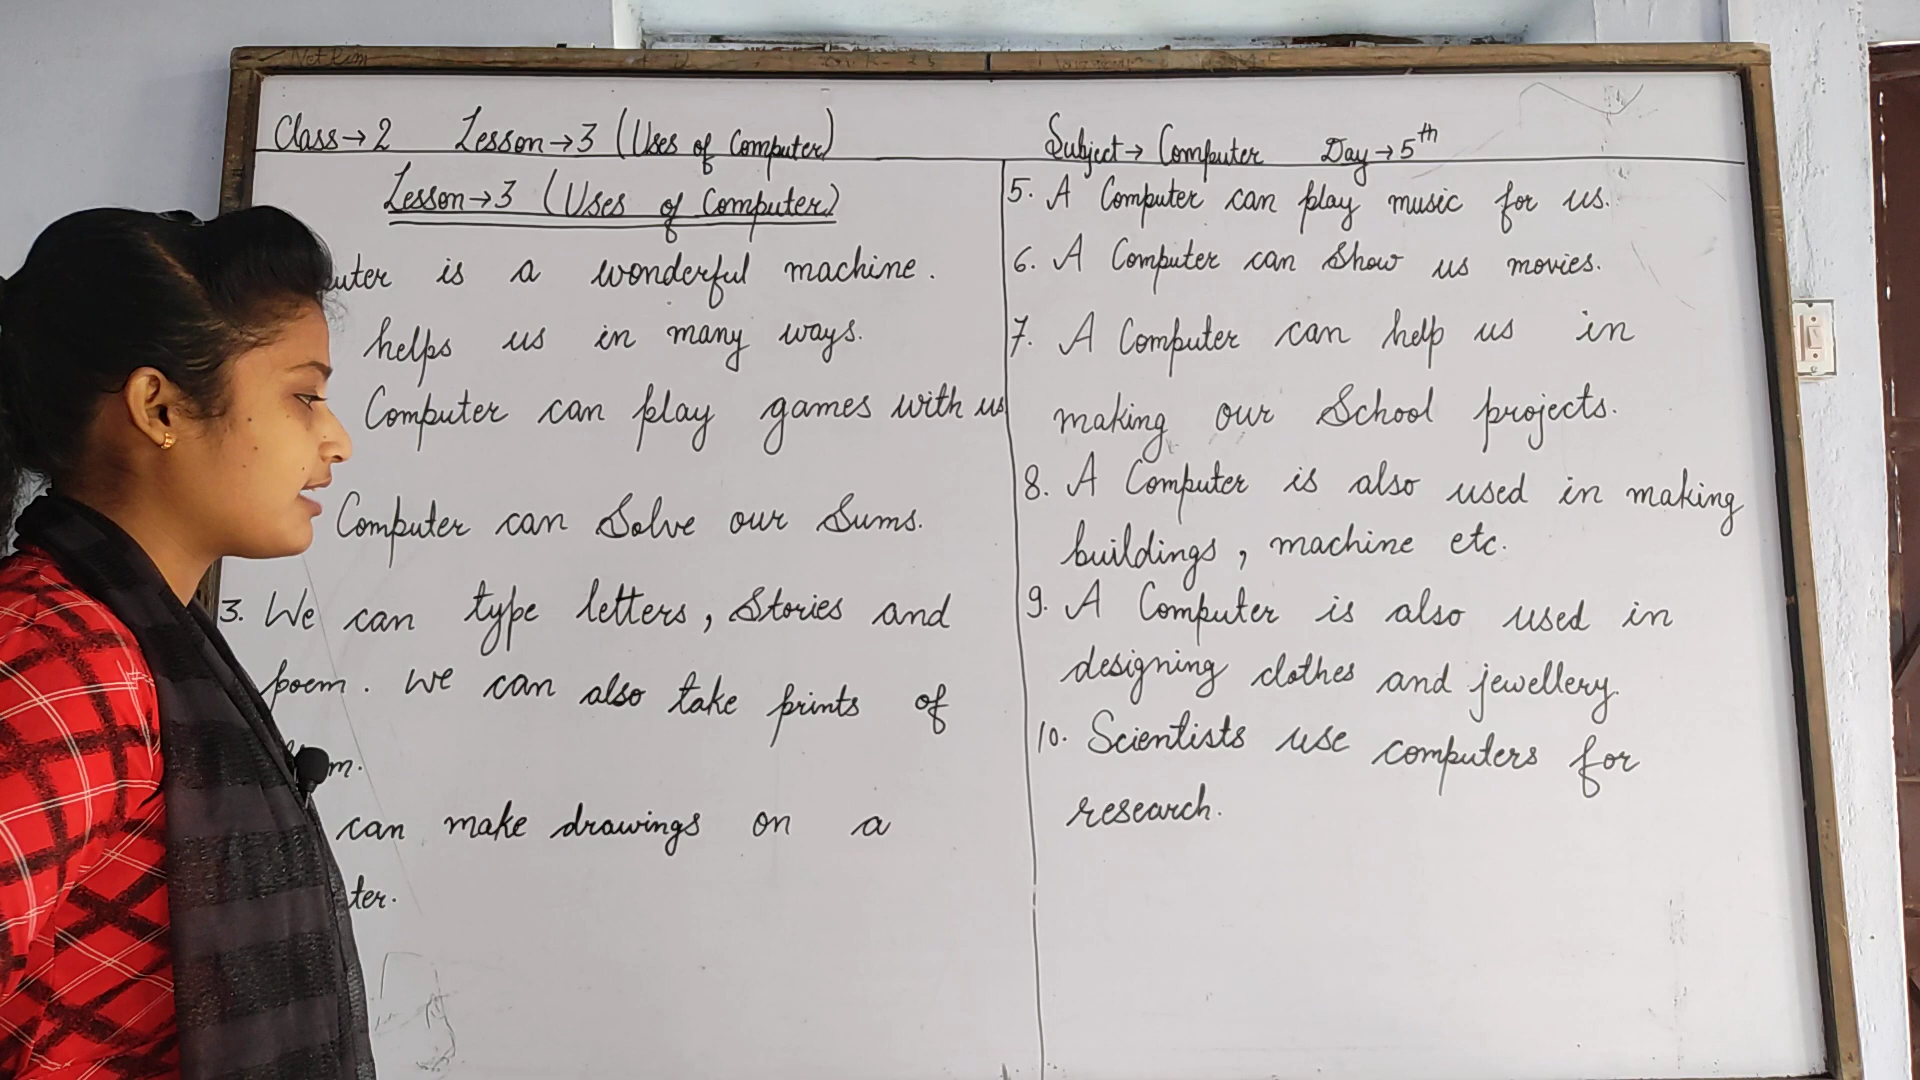 Class→2 Lesson→3 (Uses of Computer) Subject→ Computer Day→5th
Lesson→3 (Uses of Computer)
uter is a wonderful machine.
helps us in many ways.
Computer can play games with us
Computer can Solve our Sums.
3. We can type letters, Stories and
poem. We can also take prints of
m.
can make drawings on a
ter.
5. A Computer can play music for us.
6. A Computer can Show us movies.
7. A Computer can help us in
making our School projects.
8. A Computer is also used in making
buildings, machine etc.
9. A Computer is also used in
designing clothes and jewellery.
10. Scientists use computers for
research.